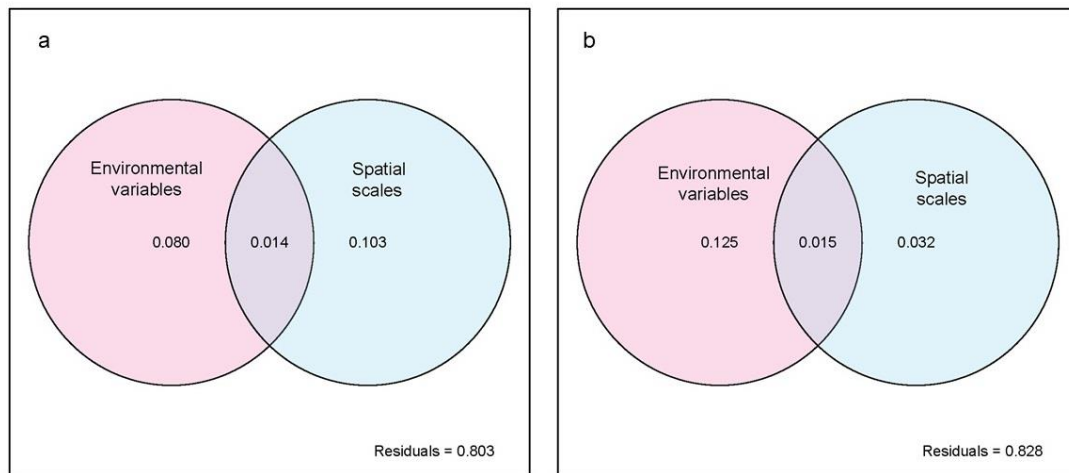 a
Environmental
variables
Spatial
scales
0.080
0.014
0.103
Residuals = 0.803
b
Environmental
variables
Spatial
scales
0.125
0.015
0.032
Residuals = 0.828